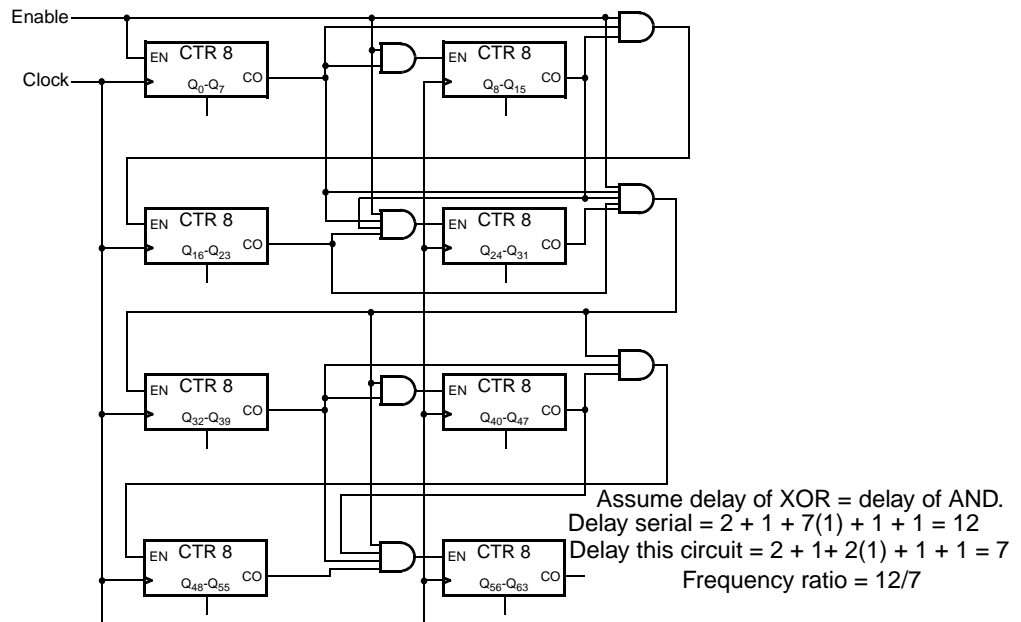 Enable
EN CTR 8 CO
Q0-Q7
EN CTR 8 CO
Q8-Q15
Clock
EN CTR 8 CO
Q16-Q23
EN CTR 8 CO
Q24-Q31
EN CTR 8 CO
Q32-Q39
EN CTR 8 CO
Q40-Q47
EN CTR 8 CO
Q48-Q55
EN CTR 8 CO
Q56-Q63
Assume delay of XOR = delay of AND.
Delay serial = 2 + 1 + 7(1) + 1 + 1 = 12
Delay this circuit = 2 + 1+ 2(1) + 1 + 1 = 7
Frequency ratio = 12/7